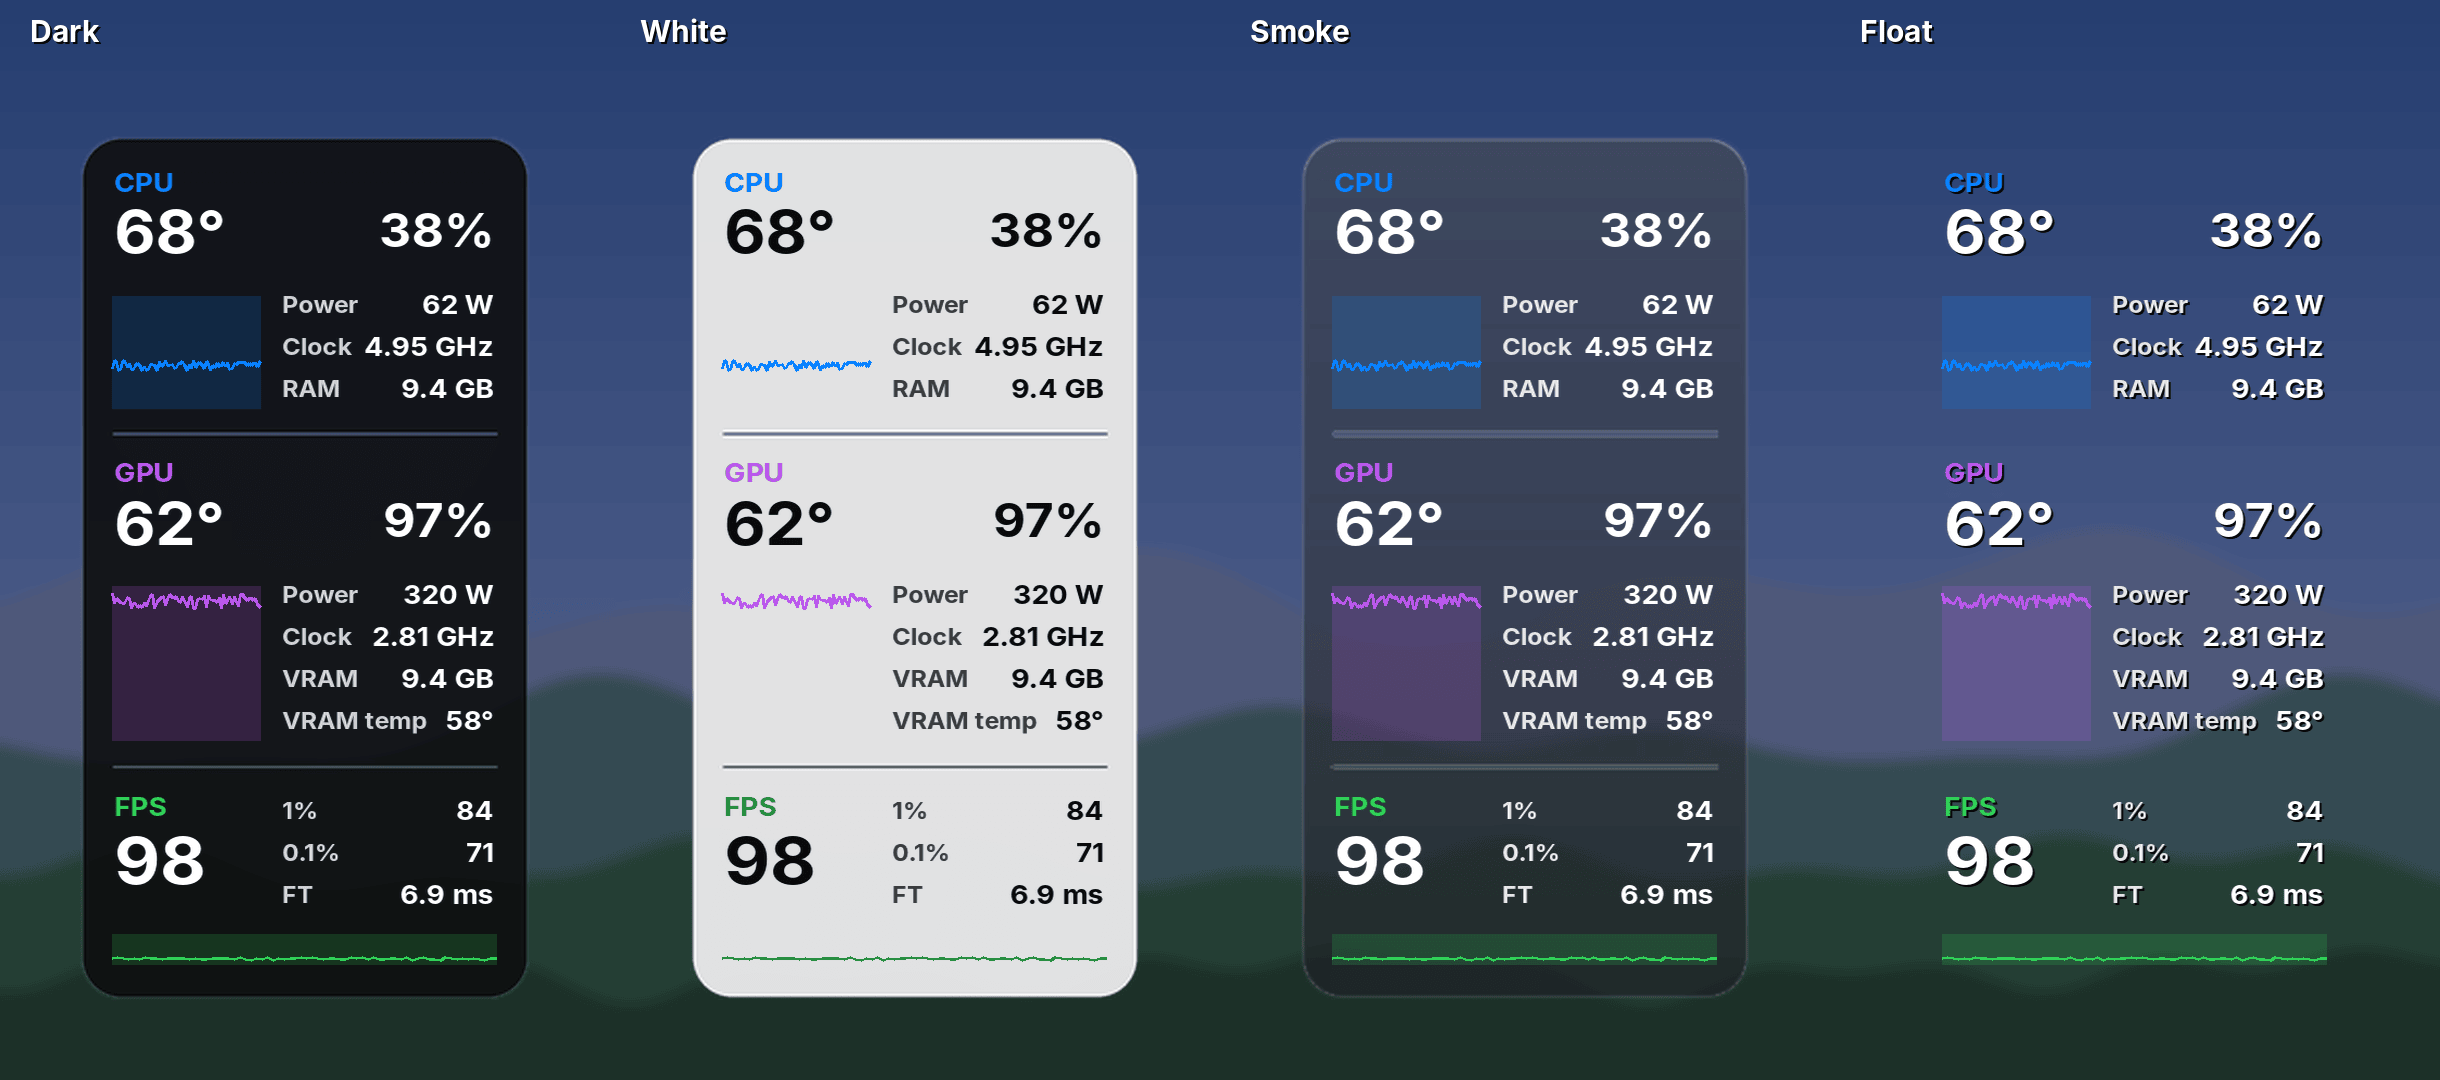 Dark
CPU
68° 38%
Power 62 W
Clock 4.95 GHz
RAM 9.4 GB
GPU
62° 97%
Power 320 W
Clock 2.81 GHz
VRAM 9.4 GB
VRAM temp 58°
FPS
98
1% 84
0.1% 71
FT 6.9 ms
White
CPU
68° 38%
Power 62 W
Clock 4.95 GHz
RAM 9.4 GB
GPU
62° 97%
Power 320 W
Clock 2.81 GHz
VRAM 9.4 GB
VRAM temp 58°
FPS
98
1% 84
0.1% 71
FT 6.9 ms
Smoke
CPU
68° 38%
Power 62 W
Clock 4.95 GHz
RAM 9.4 GB
GPU
62° 97%
Power 320 W
Clock 2.81 GHz
VRAM 9.4 GB
VRAM temp 58°
FPS
98
1% 84
0.1% 71
FT 6.9 ms
Float
CPU
68° 38%
Power 62 W
Clock 4.95 GHz
RAM 9.4 GB
GPU
62° 97%
Power 320 W
Clock 2.81 GHz
VRAM 9.4 GB
VRAM temp 58°
FPS
98
1% 84
0.1% 71
FT 6.9 ms